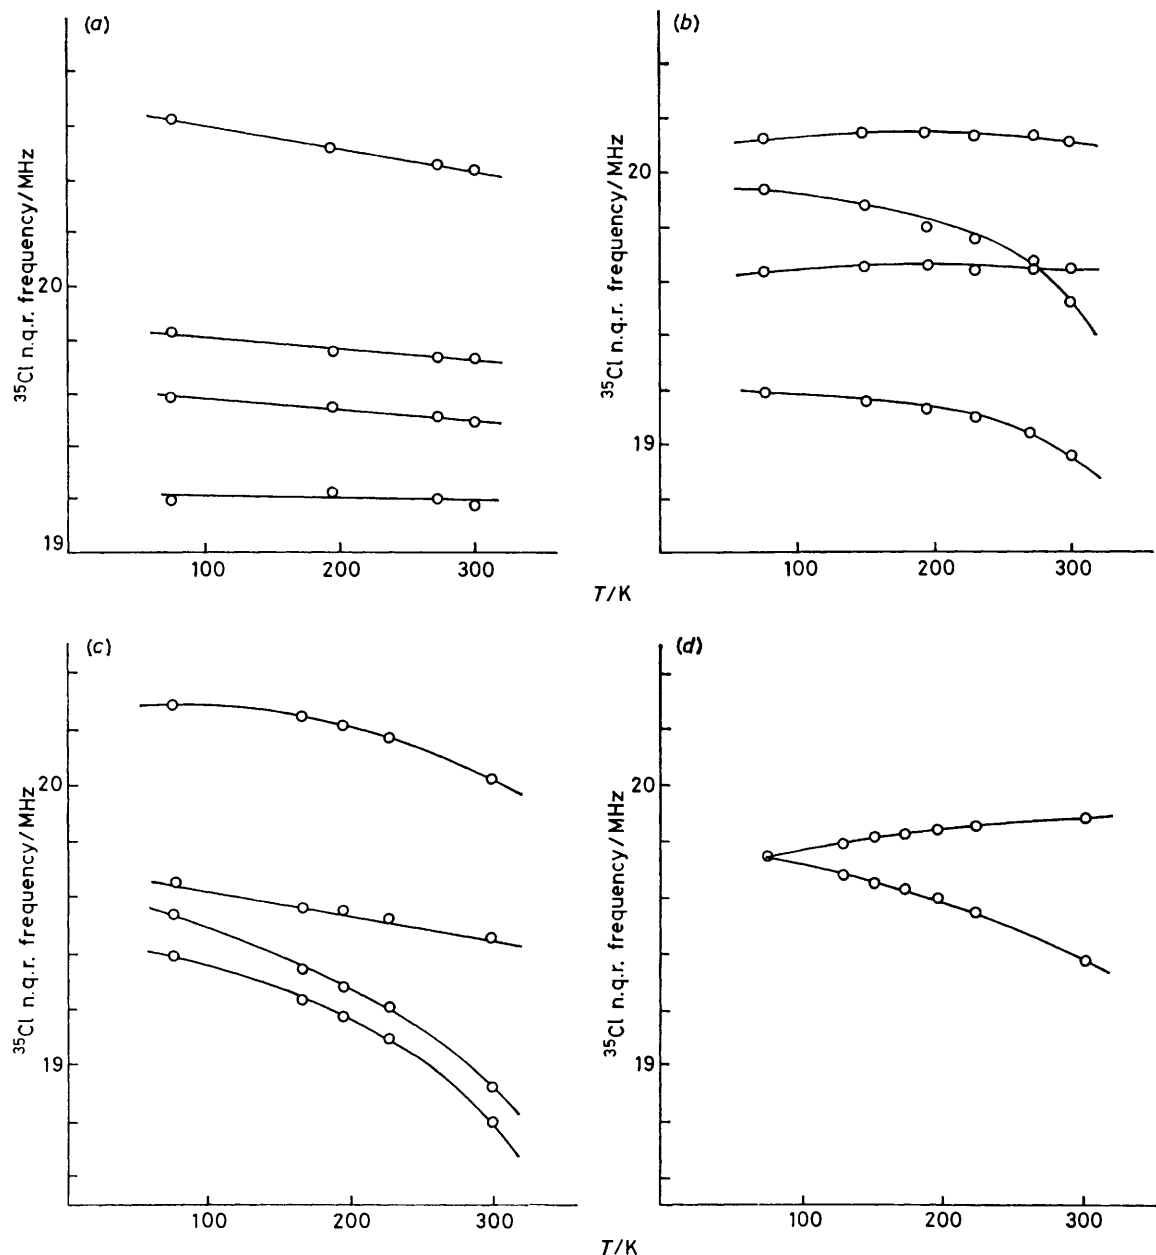 (a)
³⁵Cl n.q.r. frequency/MHz
20
19
100 200 300
(b)
³⁵Cl n.q.r. frequency/MHz
20
19
100 200 300
T/K
(c)
³⁵Cl n.q.r. frequency/MHz
20
19
100 200 300
(d)
³⁵Cl n.q.r. frequency/MHz
20
19
100 200 300
T/K